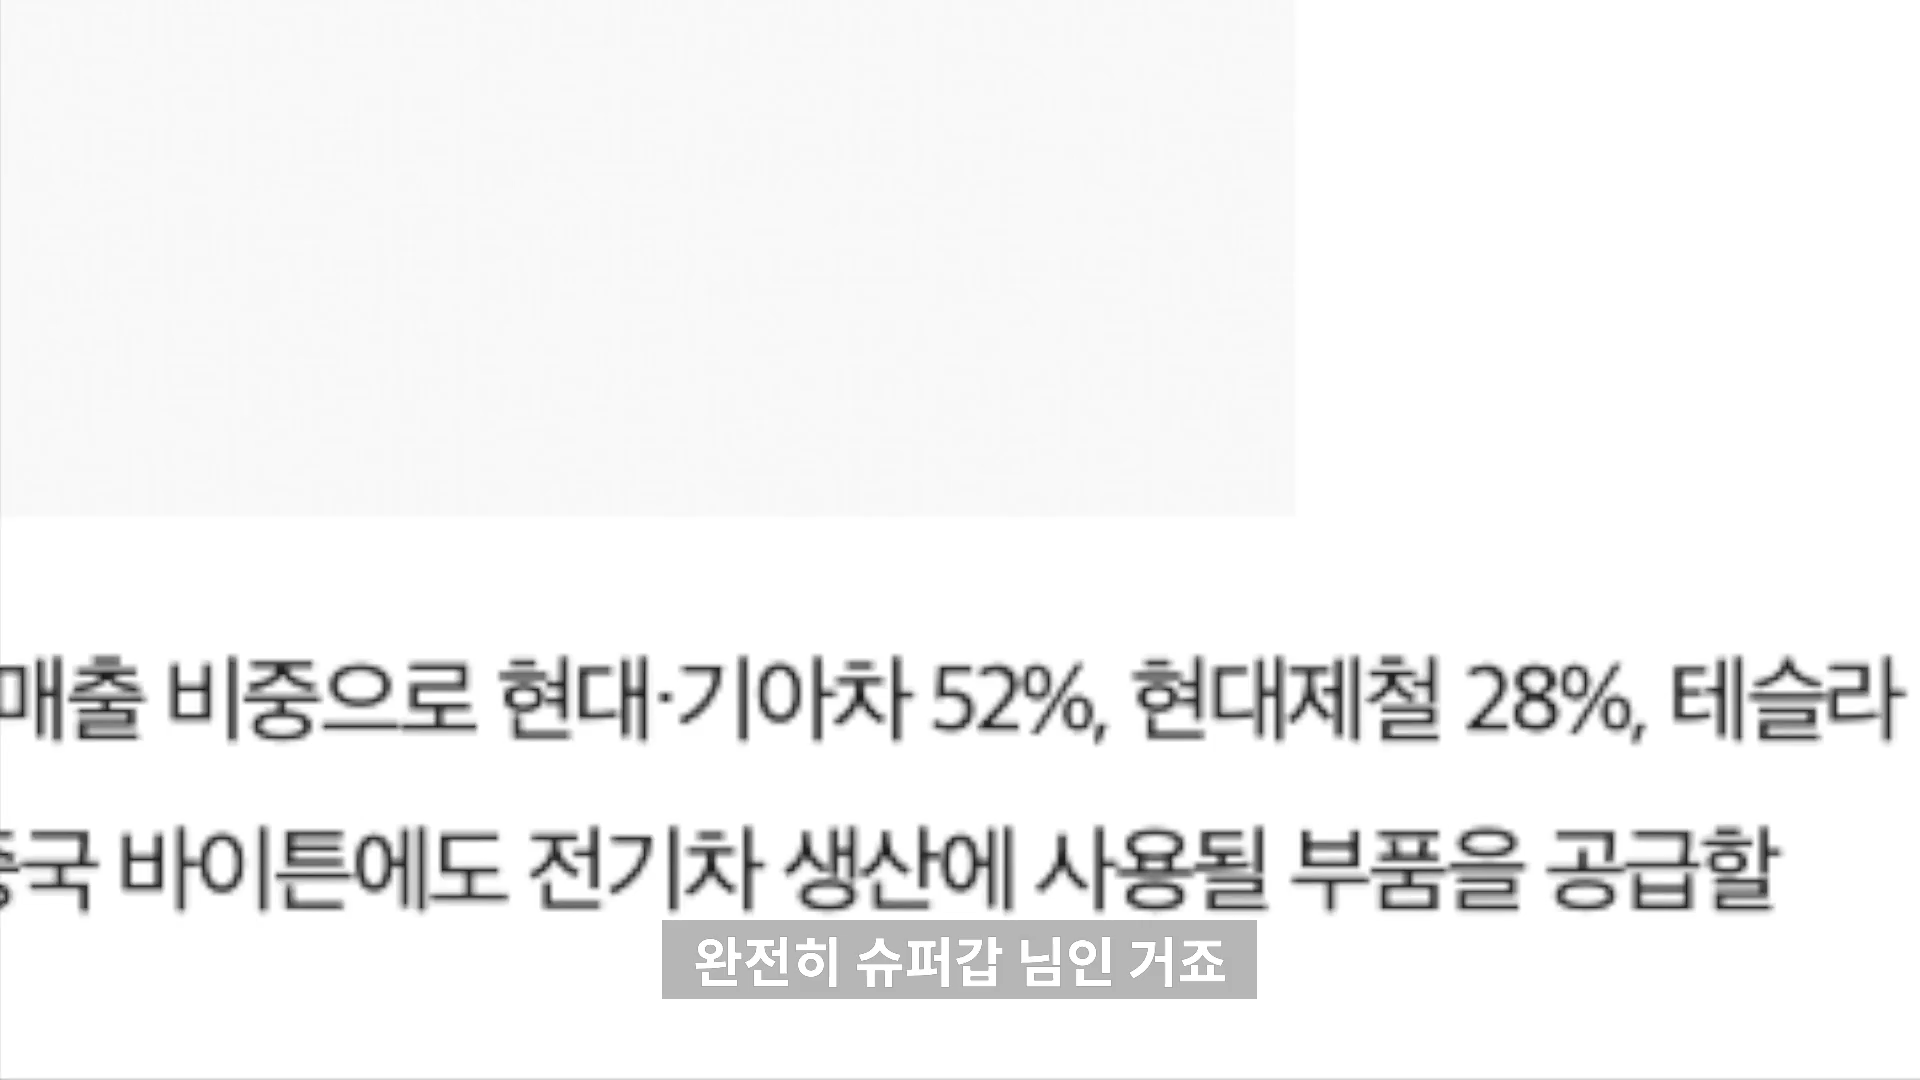 매출 비중으로 현대·기아차 52%, 현대제철 28%, 테슬라
중국 바이튼에도 전기차 생산에 사용될 부품을 공급할
완전히 슈퍼갑 님인 거죠